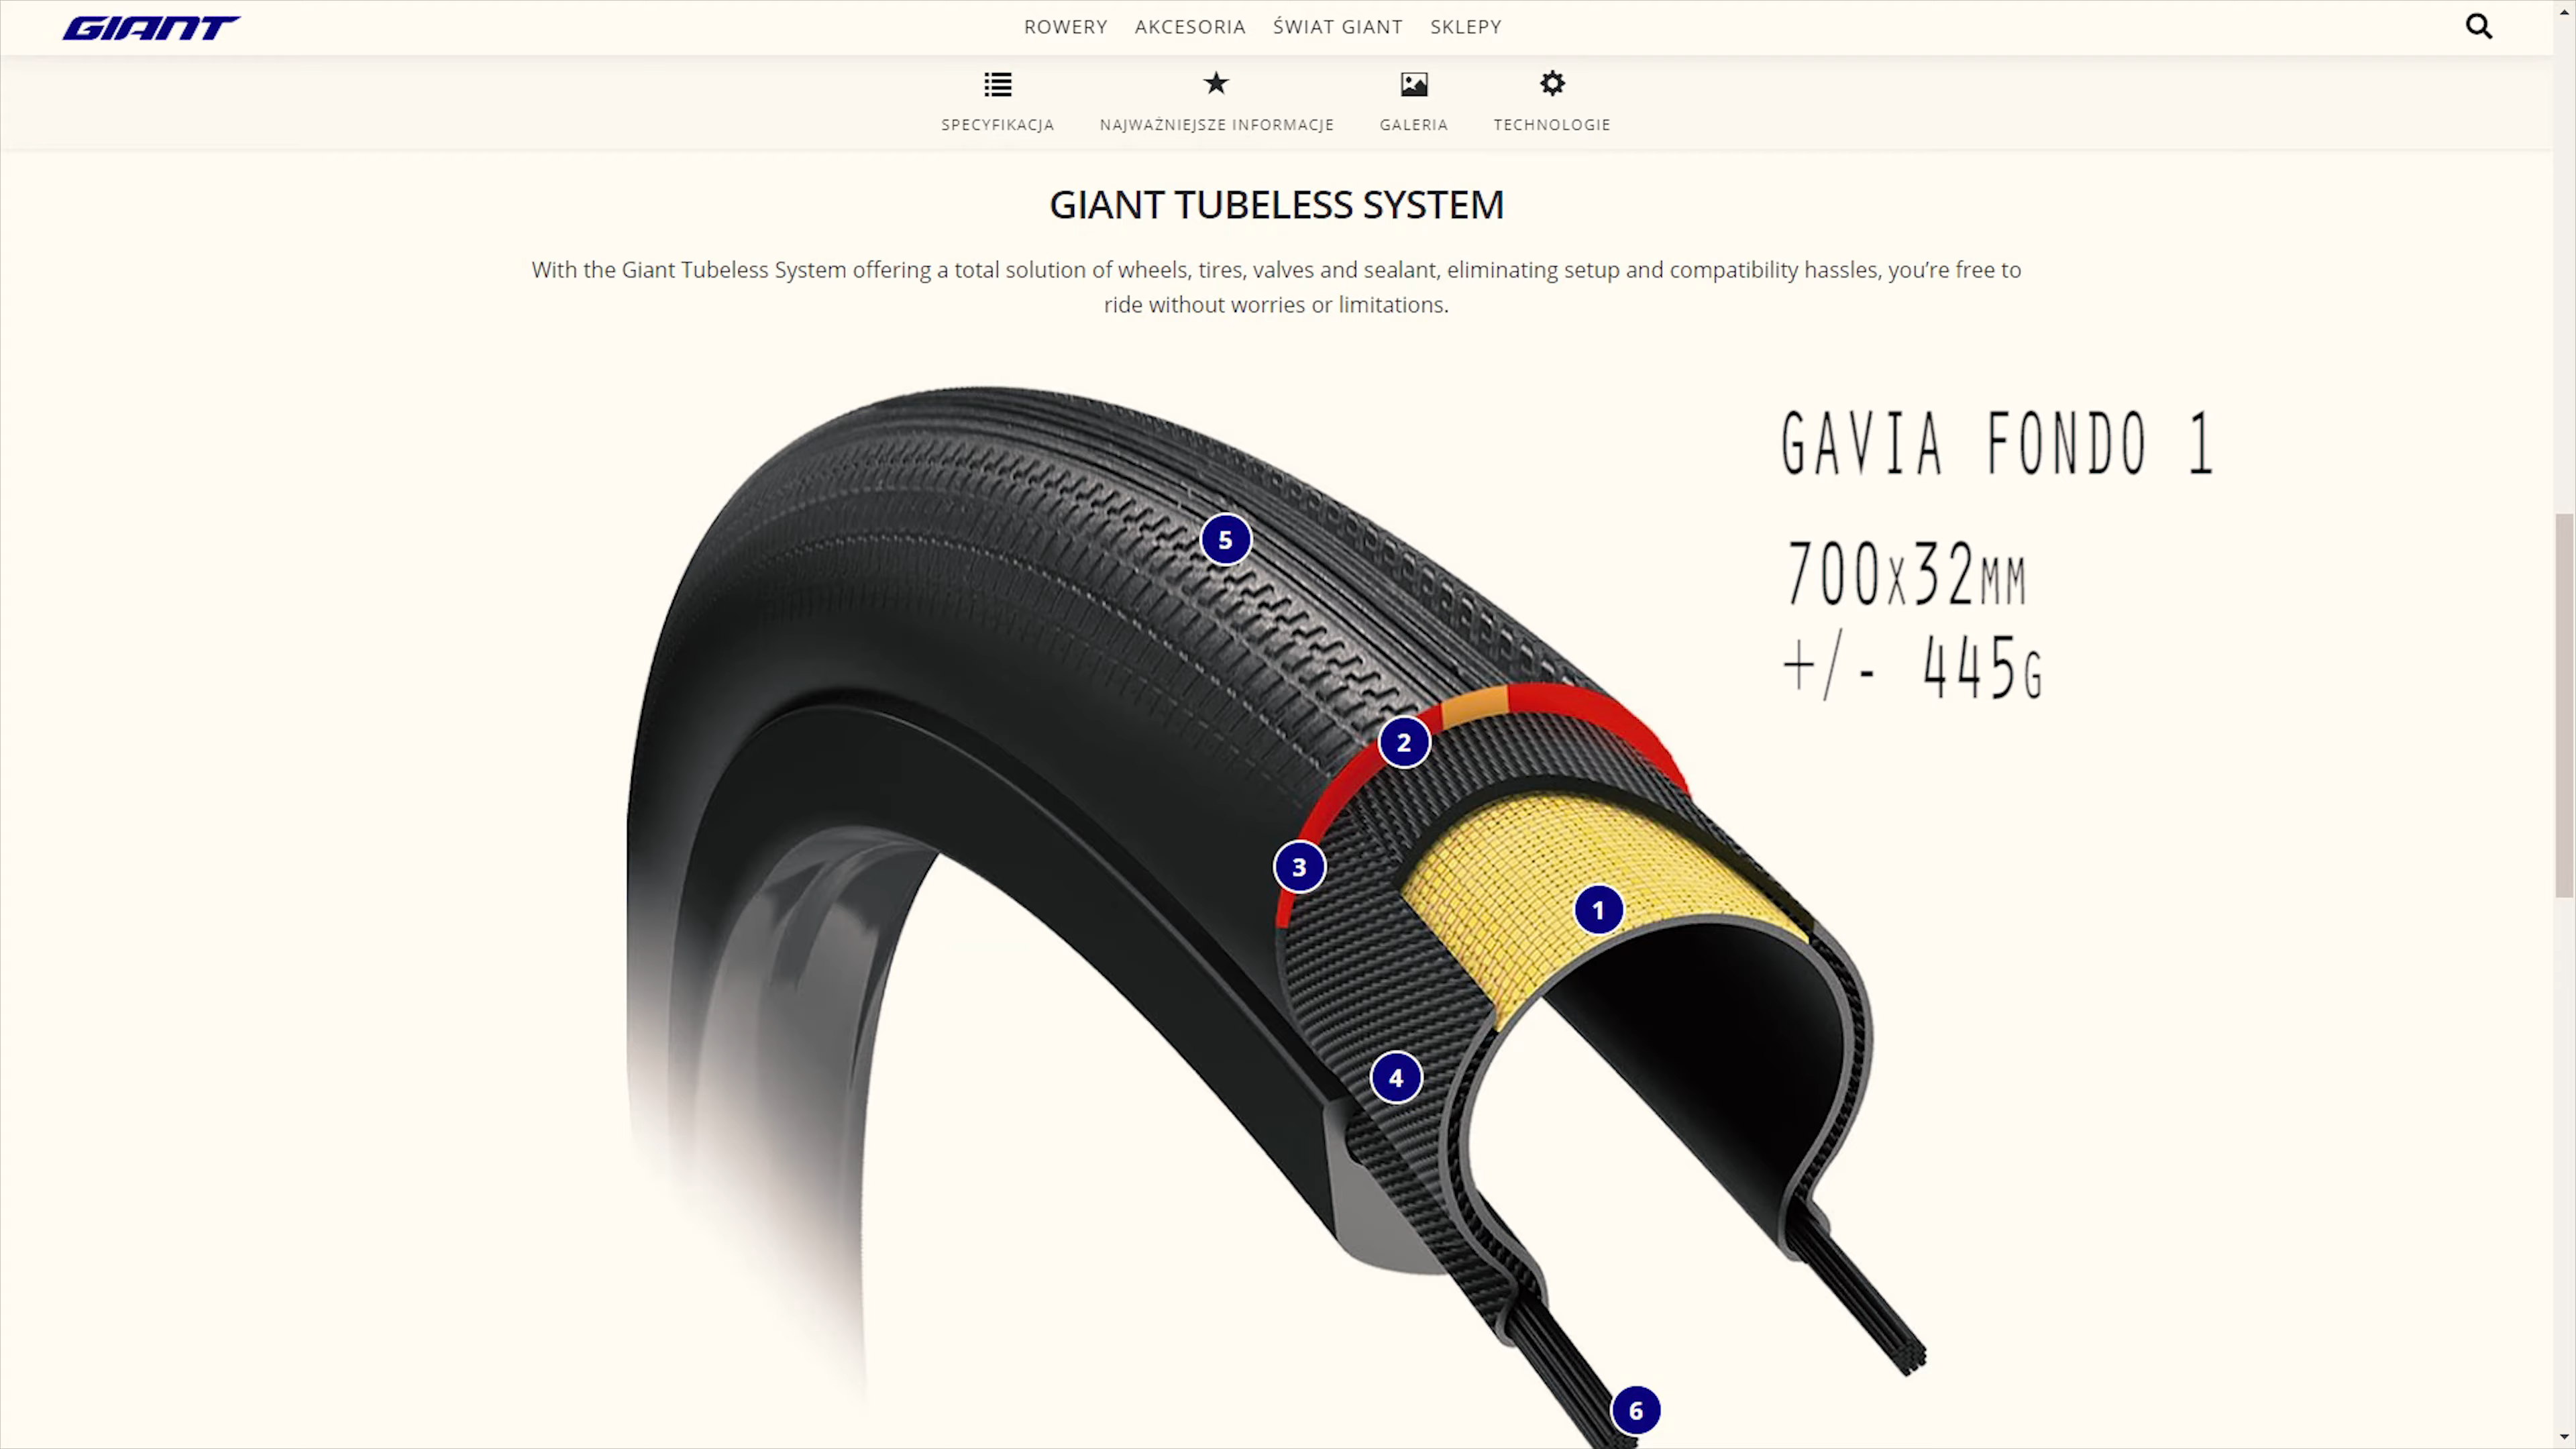 GIANT
ROWERY AKCESORIA ŚWIAT GIANT SKLEPY
SPECYFIKACJA NAJWAŻNIEJSZE INFORMACJE GALERIA TECHNOLOGIE
GIANT TUBELESS SYSTEM
With the Giant Tubeless System offering a total solution of wheels, tires, valves and sealant, eliminating setup and compatibility hassles, you’re free to
ride without worries or limitations.
GAVIA FONDO 1
700x32MM
+/- 445G
5
2
3
1
4
6